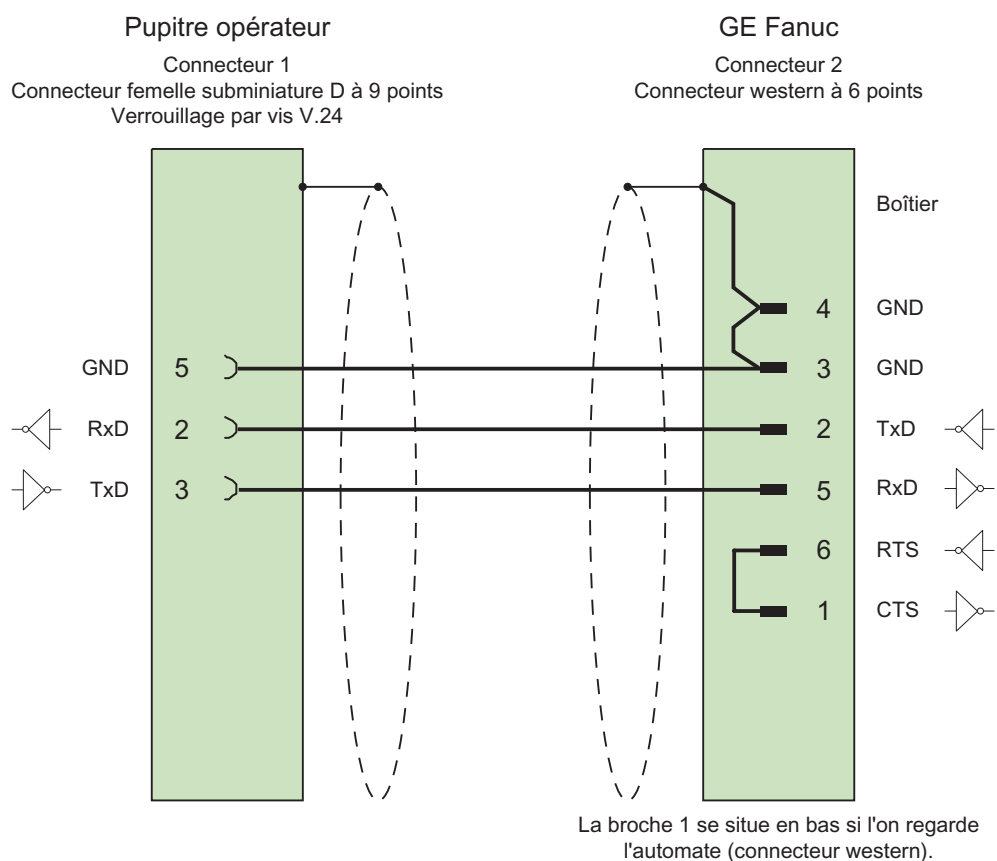 Pupitre opérateur
Connecteur 1
Connecteur femelle subminiature D à 9 points
Verrouillage par vis V.24
GE Fanuc
Connecteur 2
Connecteur western à 6 points
Boîtier
4 GND
GND 5
3 GND
RxD 2
2 TxD
TxD 3
5 RxD
6 RTS
1 CTS
La broche 1 se situe en bas si l'on regarde
l'automate (connecteur western).